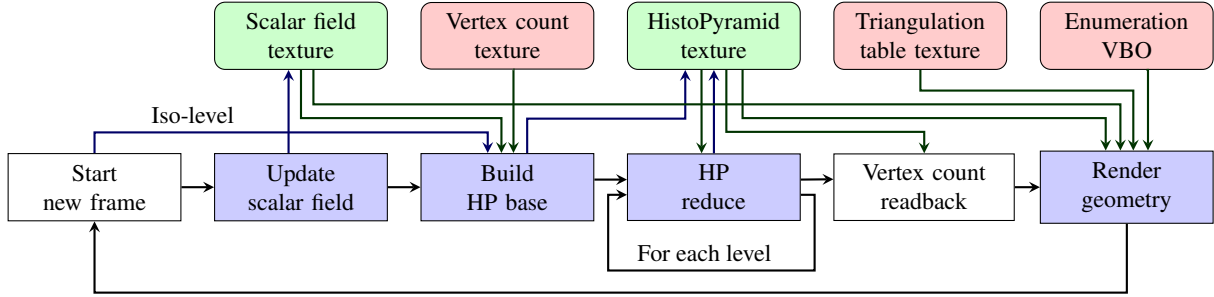 Scalar field
texture
Vertex count
texture
HistoPyramid
texture
Triangulation
table texture
Enumeration
VBO
Iso-level
Start
new frame
Update
scalar field
Build
HP base
HP
reduce
Vertex count
readback
Render
geometry
For each level